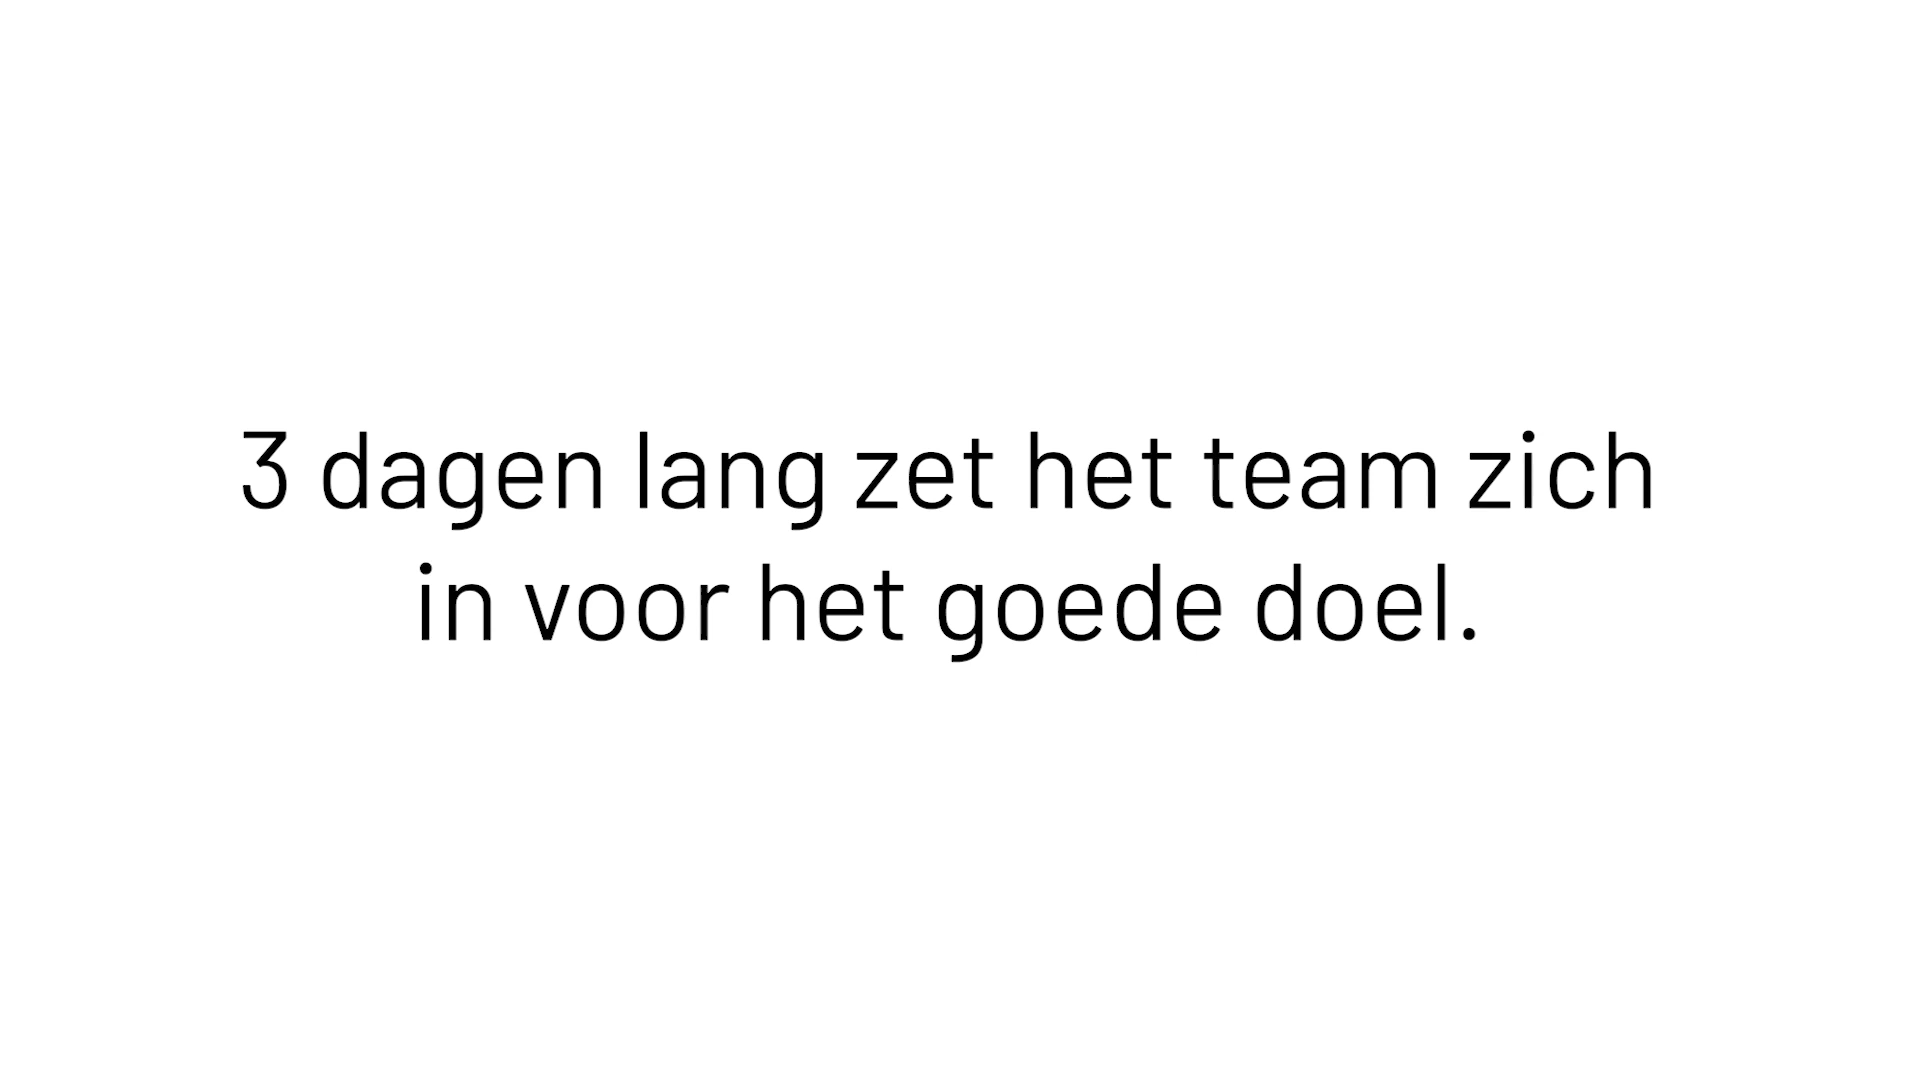 3 dagen lang zet het team zich
in voor het goede doel.